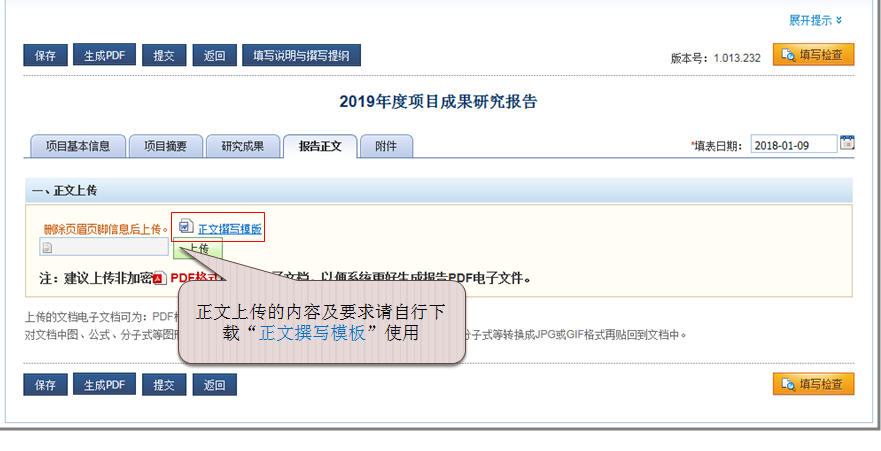 展开提示
保存 生成PDF 提交 返回 填写说明与撰写提纲 版本号：1.013.232 填写检查
2019年度项目成果研究报告
项目基本信息 项目摘要 研究成果 报告正文 附件 *填表日期： 2018-01-09
一、正文上传
删除页眉页脚信息后上传。 正文撰写模版
上传
注：建议上传非加密 PDF格式 子文档，以便系统更好生成报告PDF电子文件。
正文上传的内容及要求请自行下
载“正文撰写模板”使用
上传的文档电子文档可为：PDF
对文档中图、公式、分子式等图 分子式等转换成JPG或GIF格式再贴回到文档中。
保存 生成PDF 提交 返回 填写检查